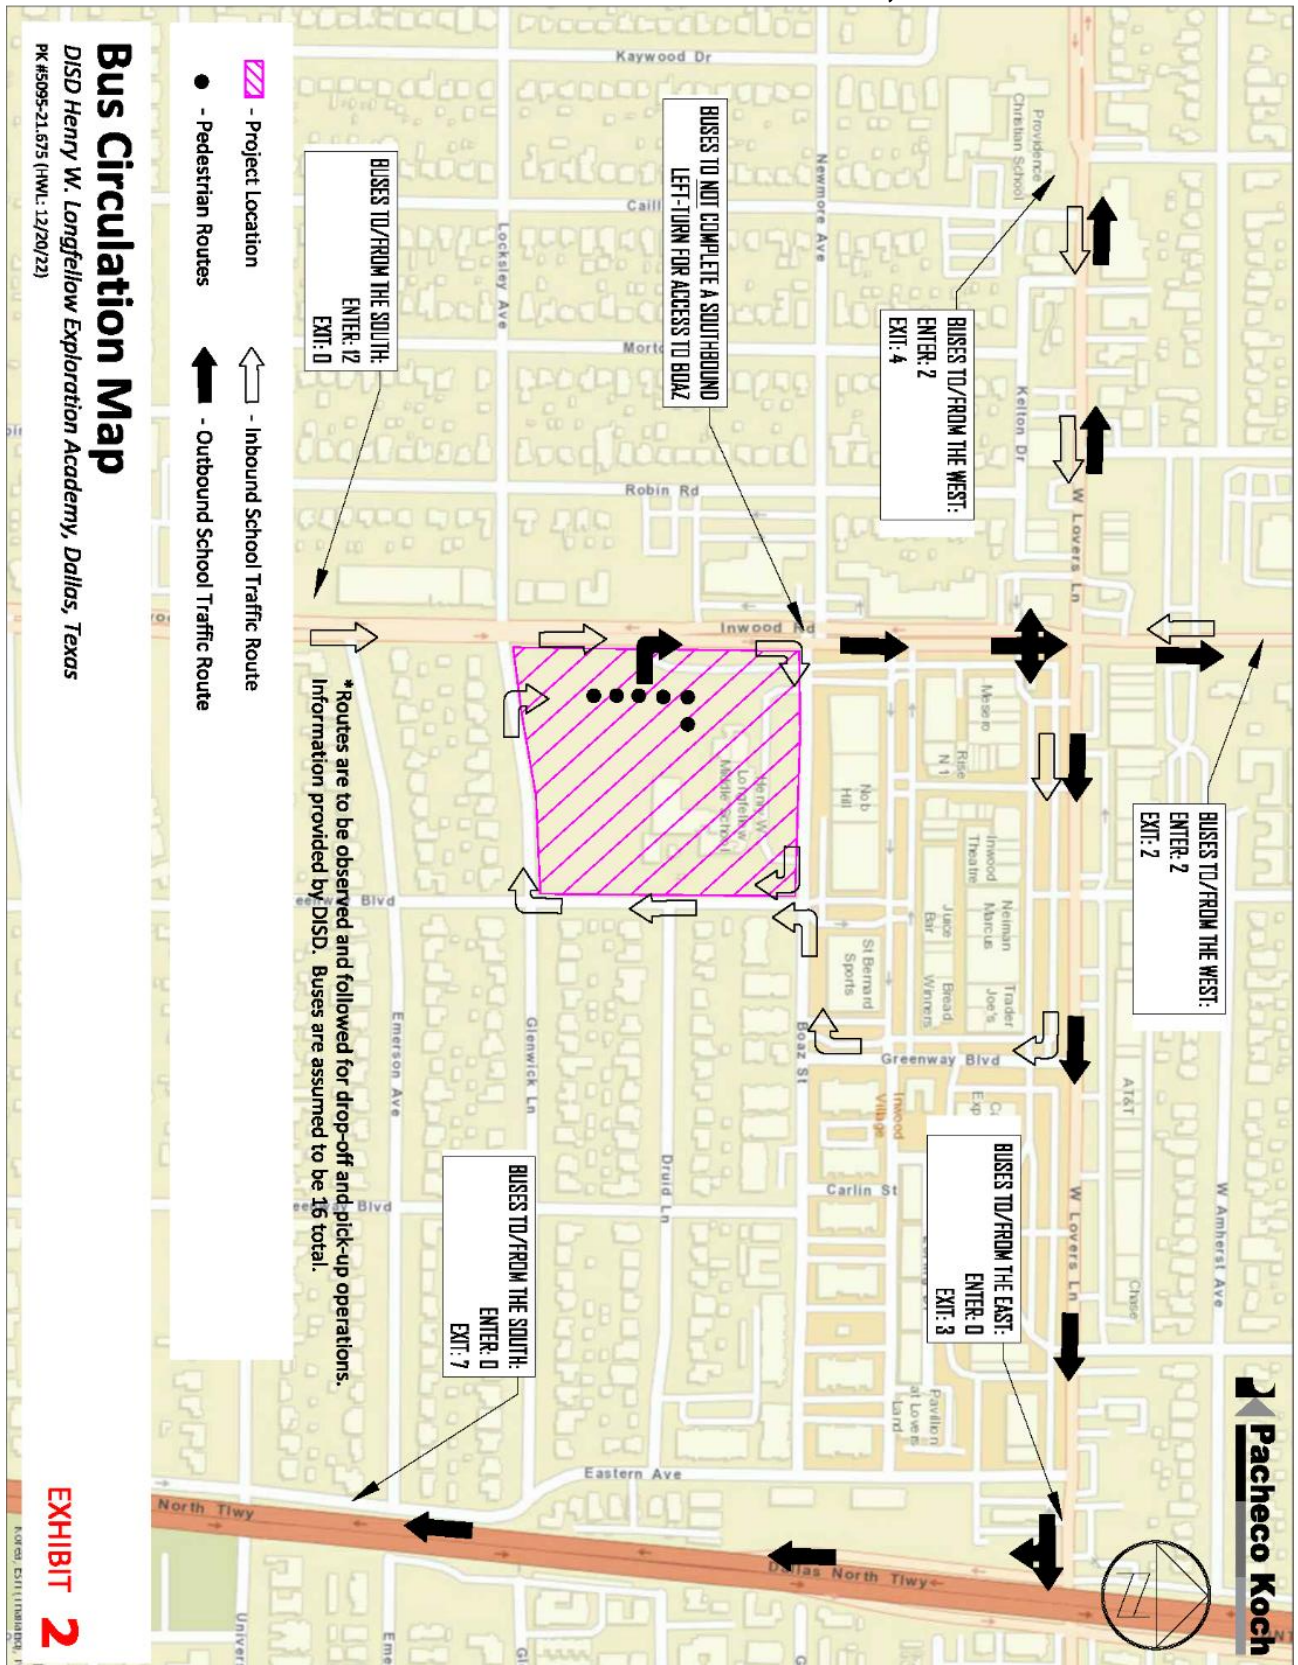 Pacheco Koch
Kaywood Dr
Newmore Ave
Providence
Christian School
Locksley Ave
Kelton Dr
Robin Rd
W Lovers Ln
Inwood Rd
BUSES TO/FROM THE WEST:
ENTER: 2
EXIT: 4
BUSES TO NOT COMPLETE A SOUTHBOUND
LEFT-TURN FOR ACCESS TO BOAZ
BUSES TO/FROM THE SOUTH:
ENTER: 12
EXIT: 0
BUSES TO/FROM THE WEST:
ENTER: 2
EXIT: 2
Mesero
Rise
N 1
Inwood
Theatre
Neiman
Marcus
Trader
Joe's
Nob
Hill
Juice
Bar
Bread
Winners
St Bernard
Sports
Henry W
Longfellow
Middle School
AT&T
W Amherst Ave
Chase
W Lovers Ln
Greenway Blvd
Boaz St
Inwood
Village
Carlin St
Druid Ln
Glenwick Ln
Emerson Ave
Pavillion
at Lovers
Land
Eastern Ave
BUSES TO/FROM THE EAST:
ENTER: 0
EXIT: 3
BUSES TO/FROM THE SOUTH:
ENTER: 0
EXIT: 7
Dallas North Tlwy
North Tlwy
*Routes are to be observed and followed for drop-off and pick-up operations.
Information provided by DISD. Buses are assumed to be 16 total.
- Project Location
- Inbound School Traffic Route
- Pedestrian Routes
- Outbound School Traffic Route
Bus Circulation Map
DISD Henry W. Longfellow Exploration Academy, Dallas, Texas
PK #5095-21.675 (HWL: 12/20/22)
EXHIBIT 2